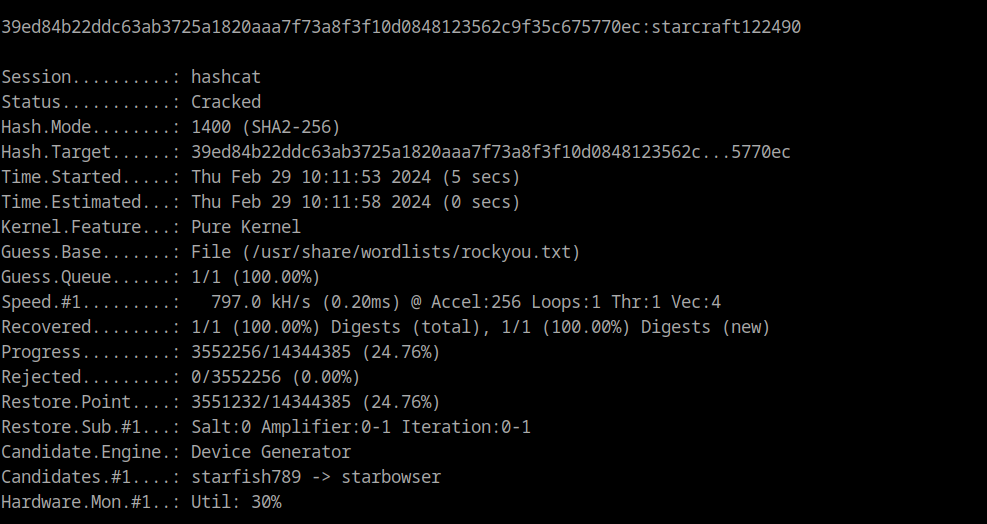 39ed84b22ddc63ab3725a1820aaa7f73a8f3f10d0848123562c9f35c675770ec:starcraft122490
Session..........: hashcat
Status...........: Cracked
Hash.Mode........: 1400 (SHA2-256)
Hash.Target......: 39ed84b22ddc63ab3725a1820aaa7f73a8f3f10d0848123562c...5770ec
Time.Started.....: Thu Feb 29 10:11:53 2024 (5 secs)
Time.Estimated...: Thu Feb 29 10:11:58 2024 (0 secs)
Kernel.Feature...: Pure Kernel
Guess.Base.......: File (/usr/share/wordlists/rockyou.txt)
Guess.Queue......: 1/1 (100.00%)
Speed.#1.........:   797.0 kH/s (0.20ms) @ Accel:256 Loops:1 Thr:1 Vec:4
Recovered........: 1/1 (100.00%) Digests (total), 1/1 (100.00%) Digests (new)
Progress.........: 3552256/14344385 (24.76%)
Rejected.........: 0/3552256 (0.00%)
Restore.Point....: 3551232/14344385 (24.76%)
Restore.Sub.#1...: Salt:0 Amplifier:0-1 Iteration:0-1
Candidate.Engine.: Device Generator
Candidates.#1....: starfish789 -> starbowser
Hardware.Mon.#1..: Util: 30%